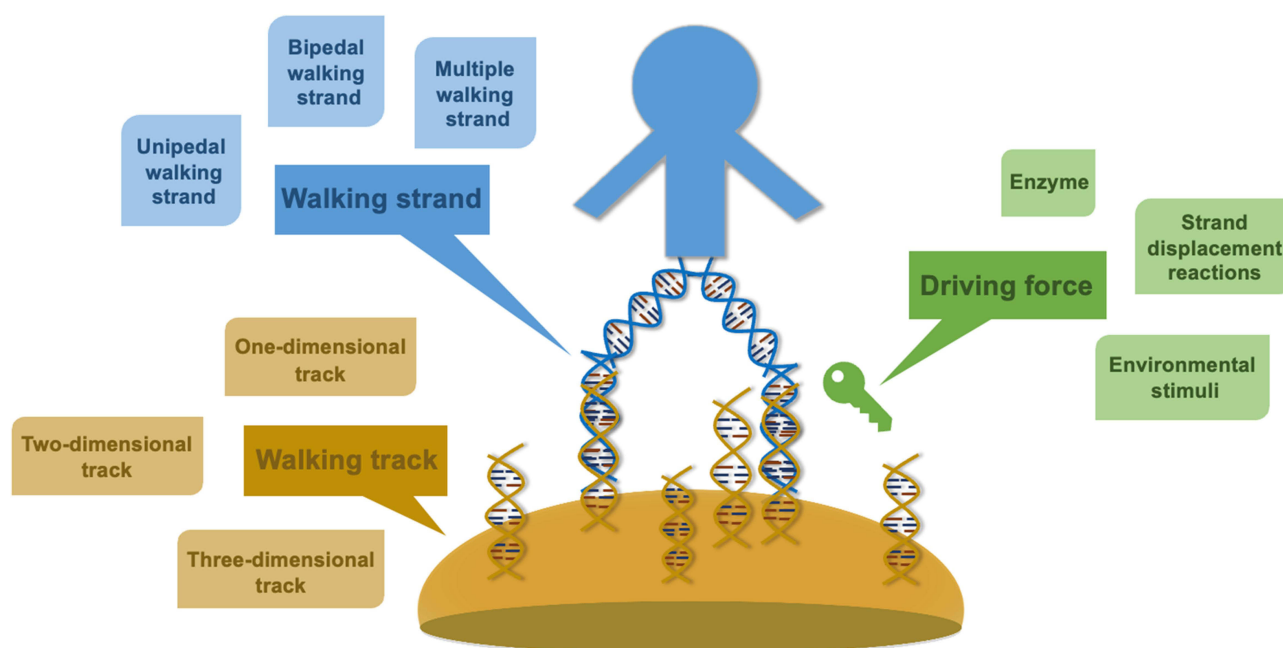 Bipedal
walking
strand
Multiple
walking
strand
Unipedal
walking
strand
Walking strand
Enzyme
Strand
displacement
reactions
Driving force
Environmental
stimuli
One-dimensional
track
Two-dimensional
track
Walking track
Three-dimensional
track